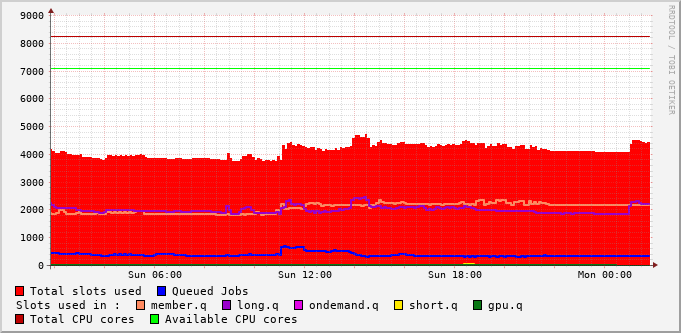 9000
8000
7000
6000
5000
4000
3000
2000
1000
0
Sun 06:00 Sun 12:00 Sun 18:00 Mon 00:00
Total slots used Queued Jobs
Slots used in : member.q long.q ondemand.q short.q gpu.q
Total CPU cores Available CPU cores
RRDTOOL / TOBI OETIKER